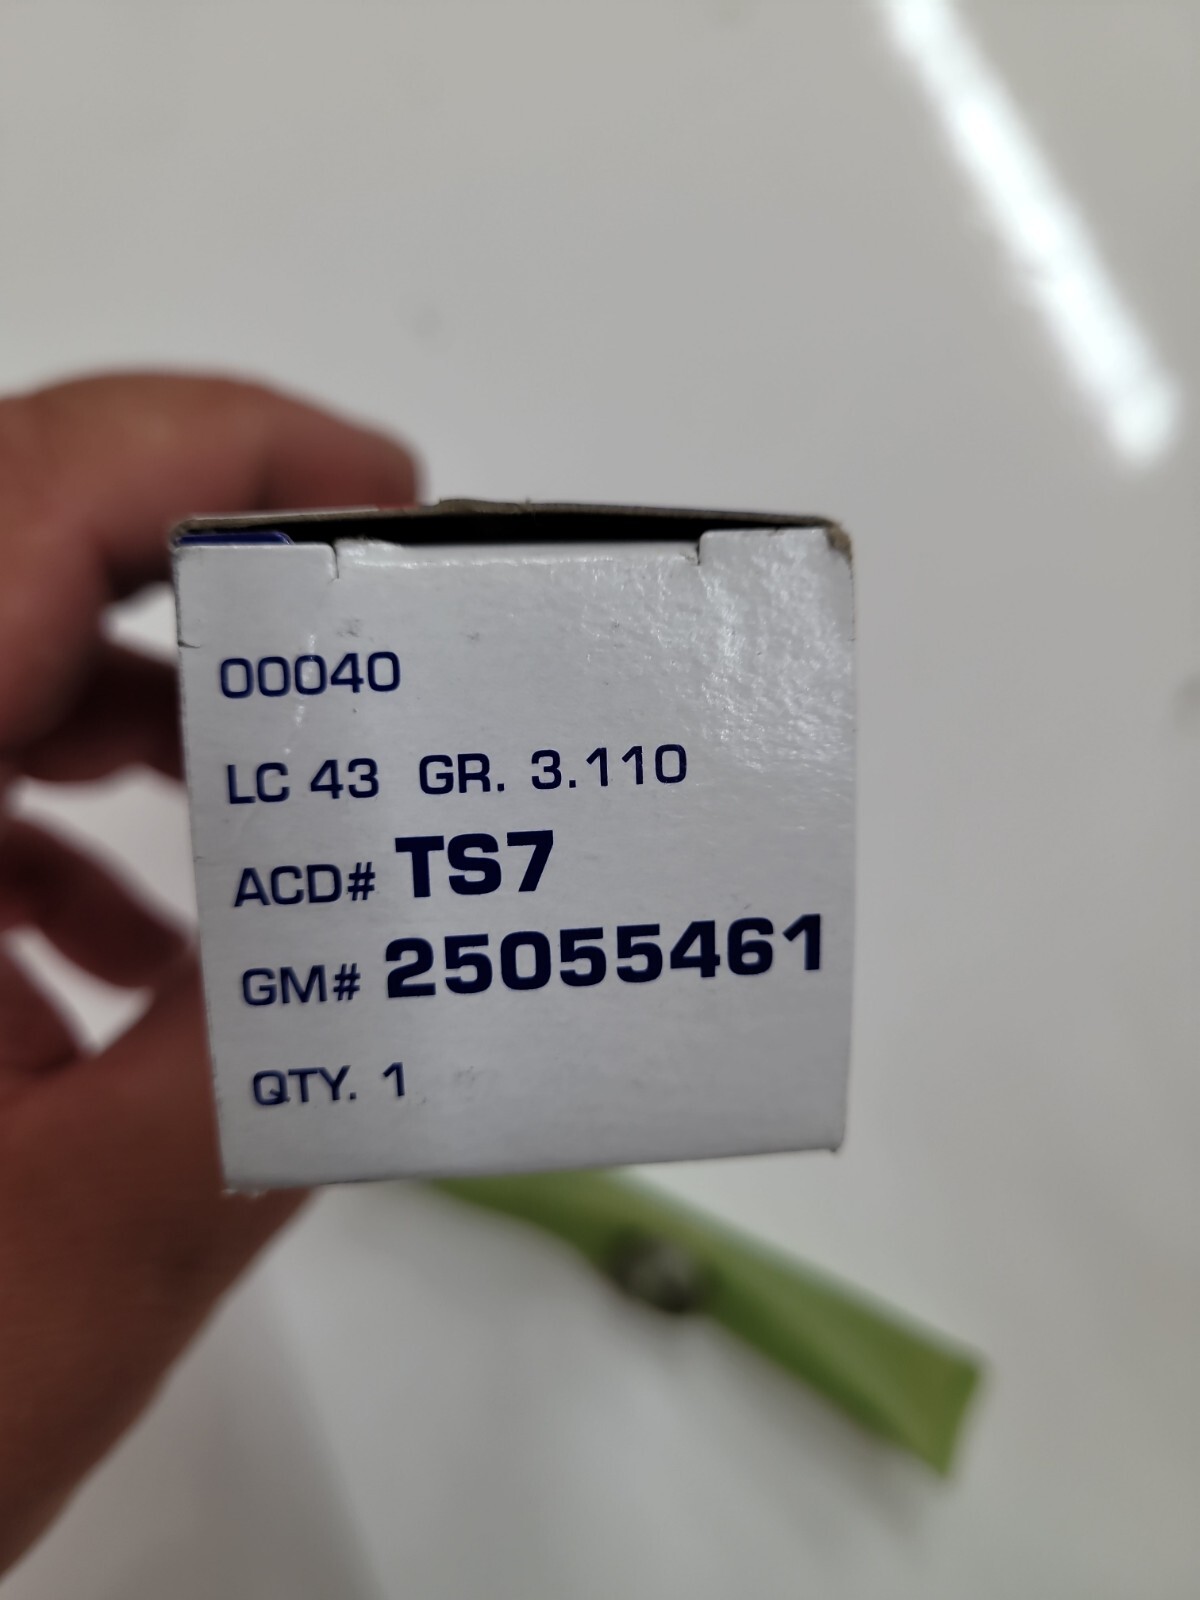 00040
LC 43 GR. 3.110
ACD# TS7
GM# 25055461
QTY. 1